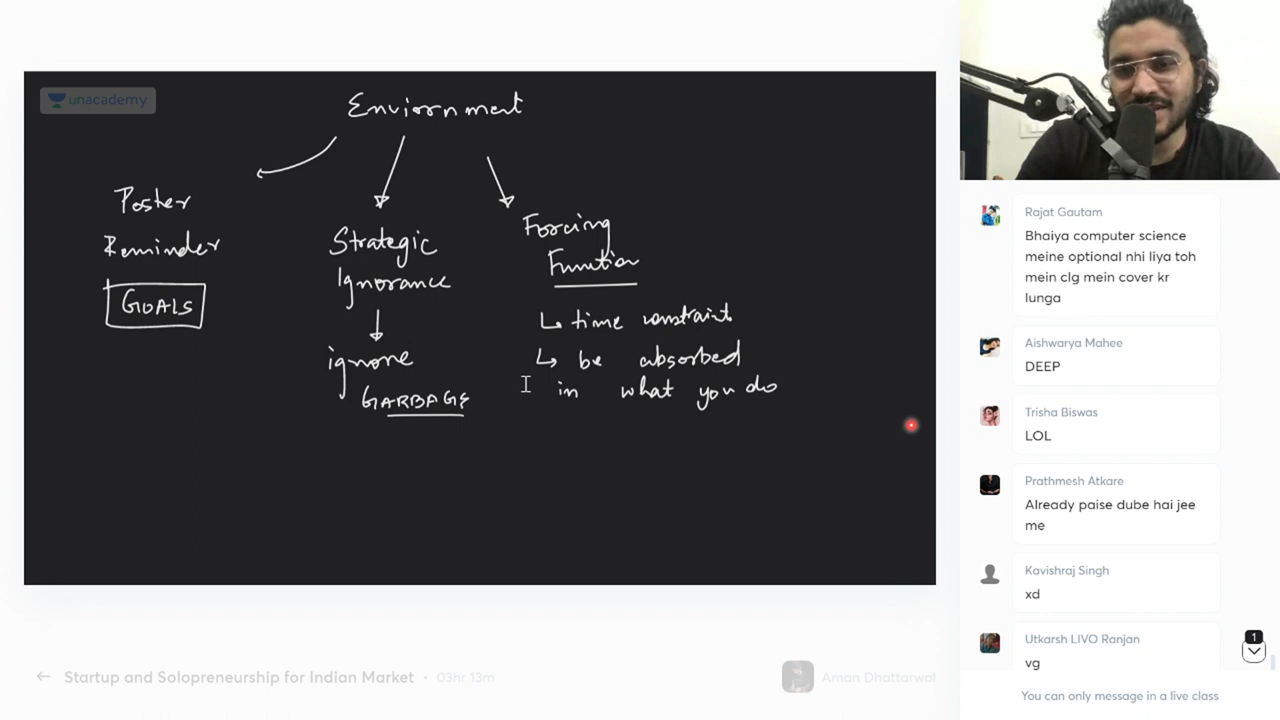 unacademy
Enviornment
Poster
Reminder
GOALS
Strategic
Ignorance
ignore
GARBAGE
Forcing
Function
↳ time constraint
↳ be absorbed
in what you do
Rajat Gautam
Bhaiya computer science
meine optional nhi liya toh
mein clg mein cover kr
lunga
Aishwarya Mahee
DEEP
Trisha Biswas
LOL
Prathmesh Atkare
Already paise dube hai jee
me
Kavishraj Singh
xd
Utkarsh LIVO Ranjan
vg
1
You can only message in a live class
← Startup and Solopreneurship for Indian Market • 03hr 13m
Aman Dhattarwal